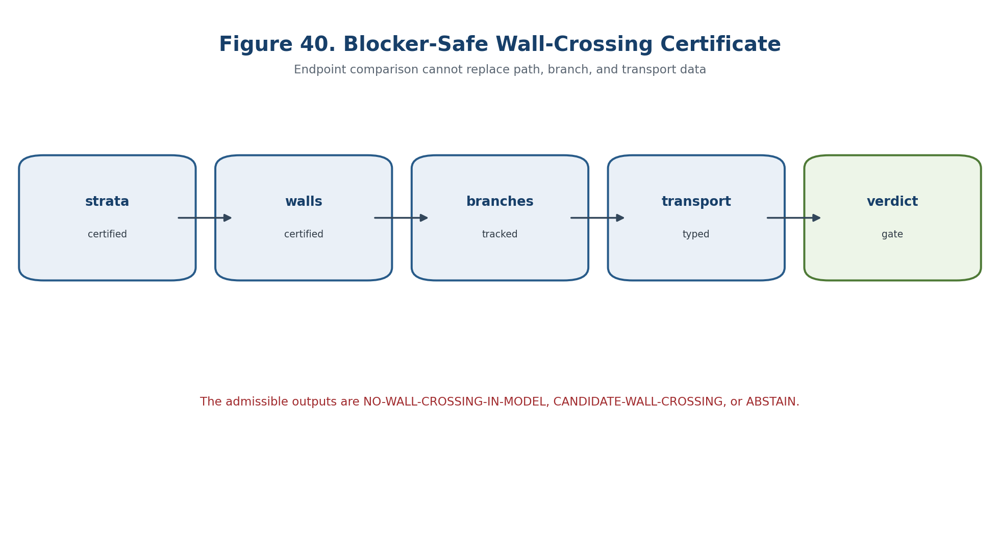 Figure 40. Blocker-Safe Wall-Crossing Certificate
Endpoint comparison cannot replace path, branch, and transport data
strata
certified
walls
certified
branches
tracked
transport
typed
verdict
gate
The admissible outputs are NO-WALL-CROSSING-IN-MODEL, CANDIDATE-WALL-CROSSING, or ABSTAIN.